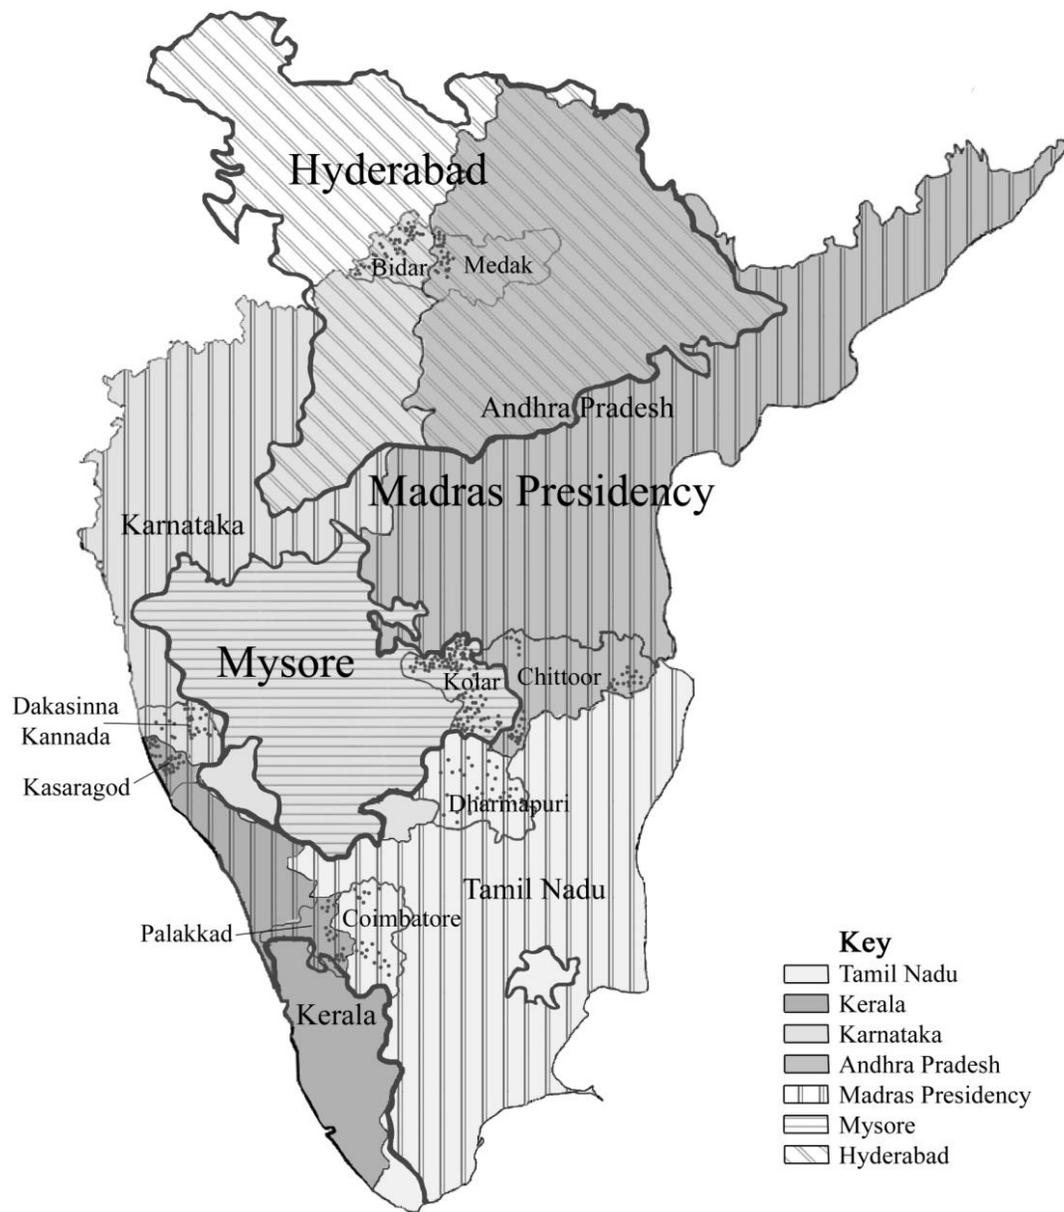 Hyderabad
Bidar
Medak
Andhra Pradesh
Madras Presidency
Karnataka
Mysore
Kolar
Chittoor
Dakasinna
Kannada
Kasaragod
Dharmapuri
Tamil Nadu
Coimbatore
Palakkad
Kerala
Key
Tamil Nadu
Kerala
Karnataka
Andhra Pradesh
Madras Presidency
Mysore
Hyderabad